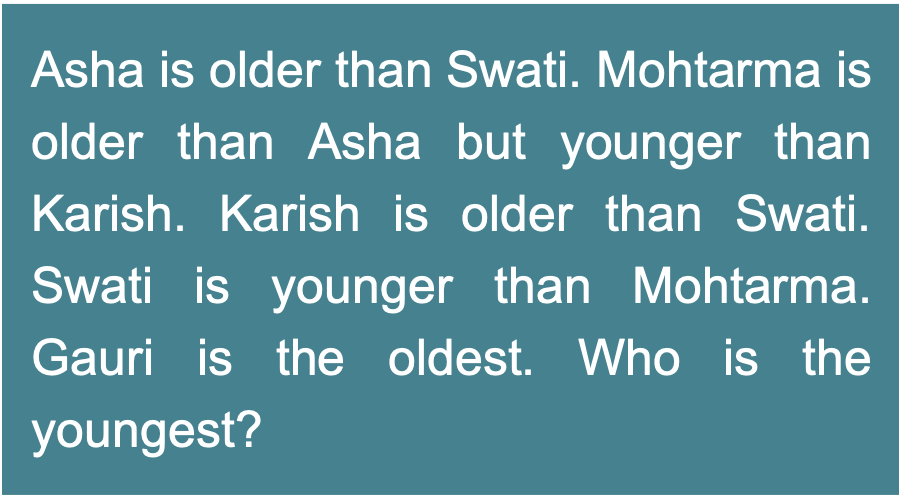 Asha is older than Swati. Mohtarma is
older than Asha but younger than
Karish. Karish is older than Swati.
Swati is younger than Mohtarma.
Gauri is the oldest. Who is the
youngest?